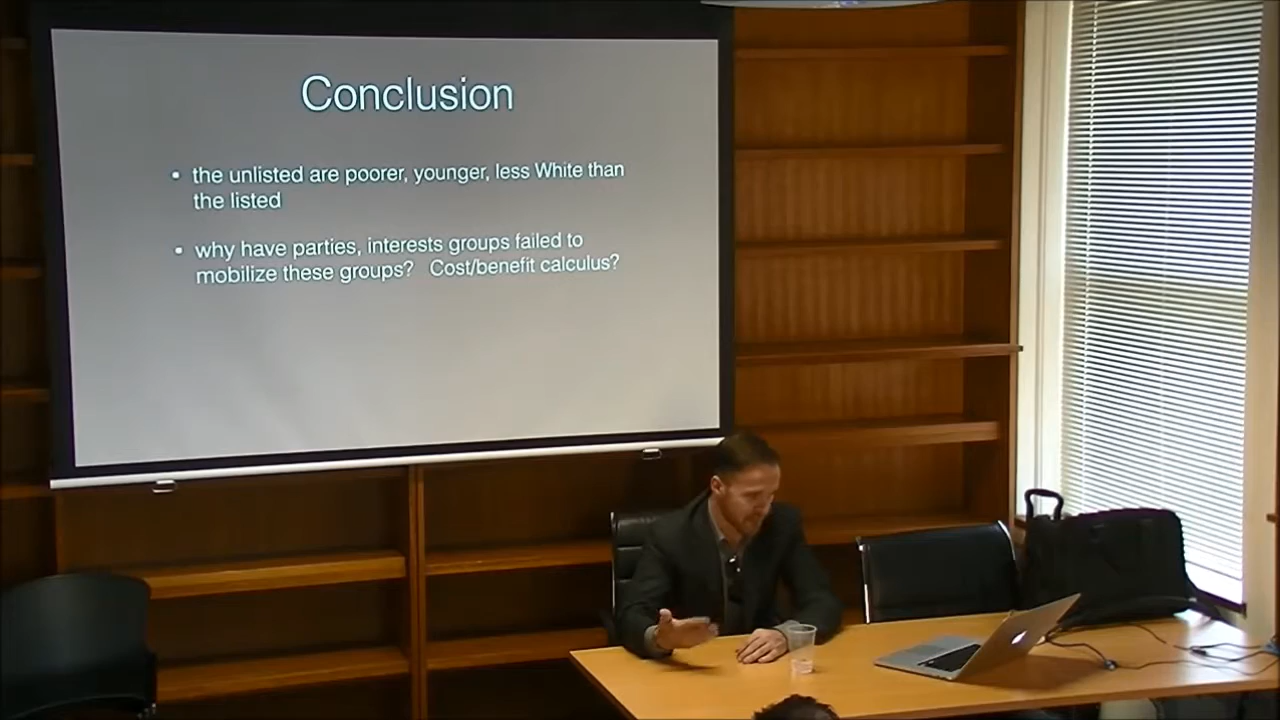 Conclusion
• the unlisted are poorer, younger, less White than
the listed
• why have parties, interests groups failed to
mobilize these groups? Cost/benefit calculus?